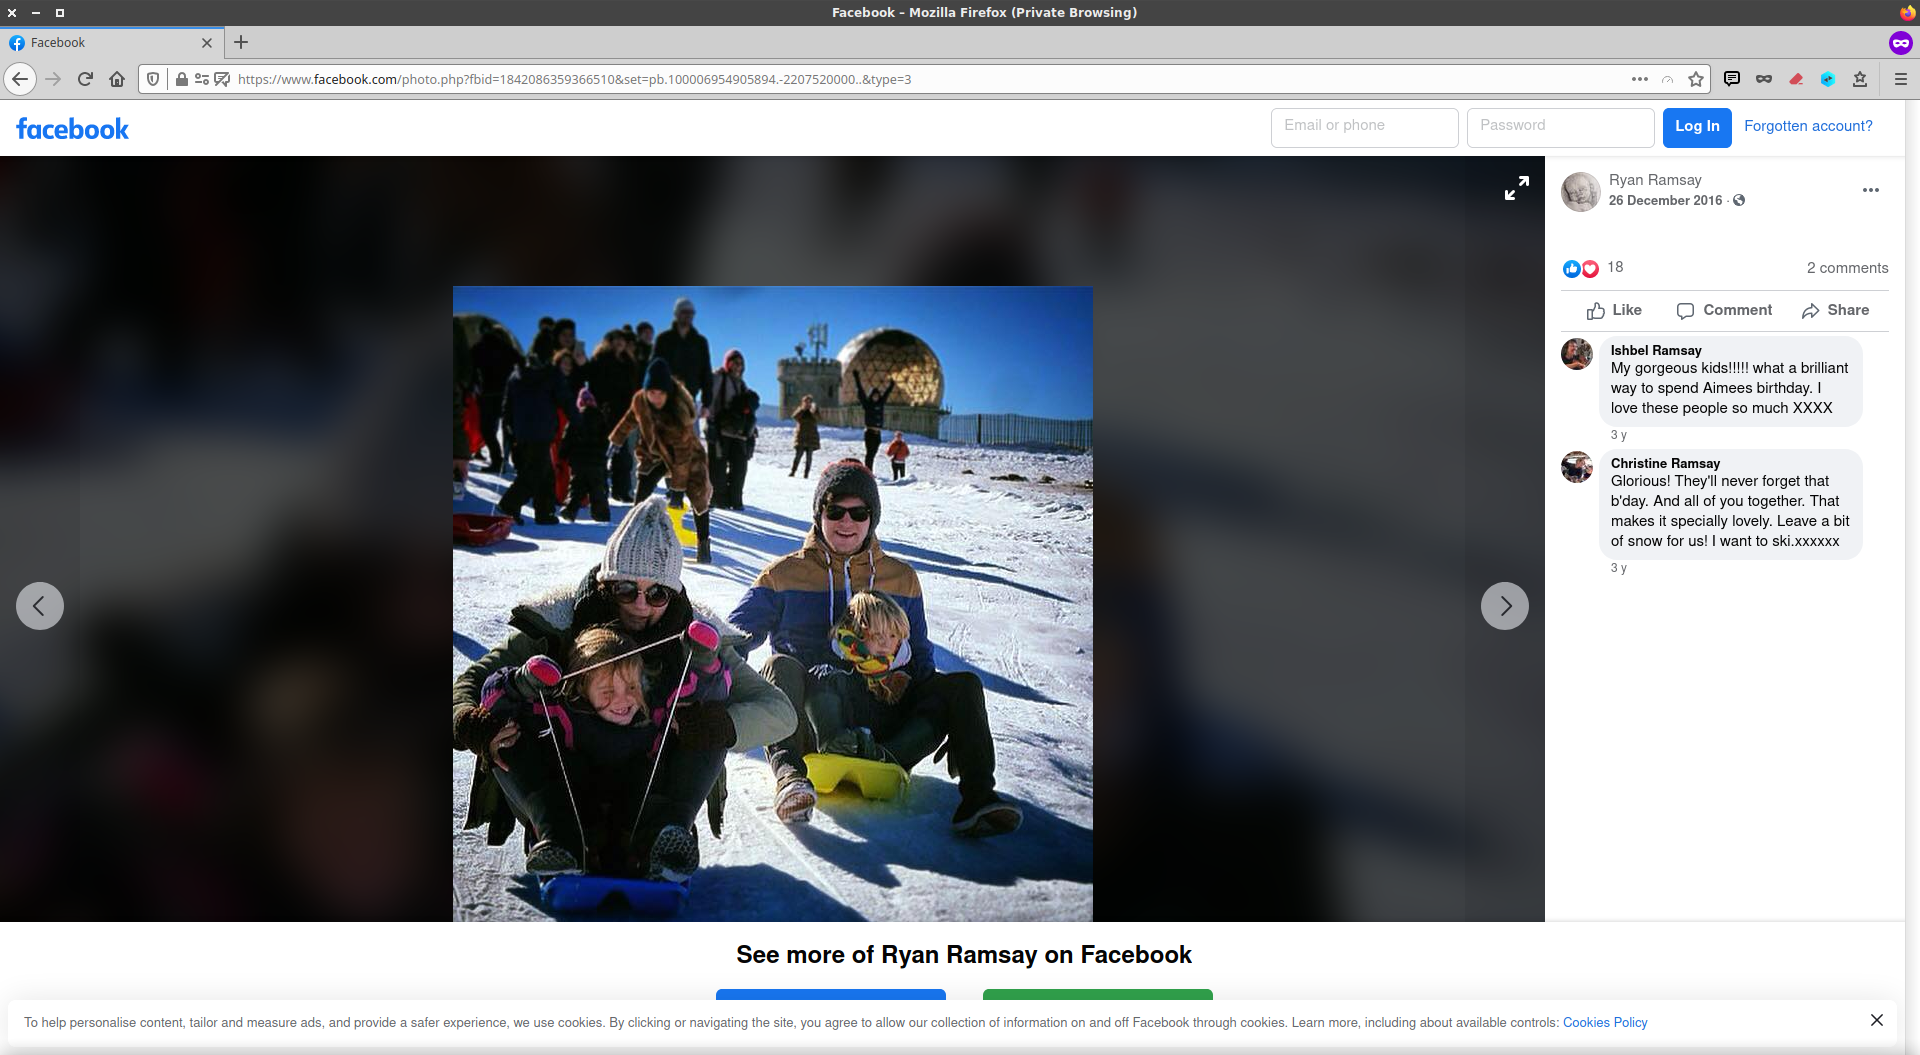 Facebook – Mozilla Firefox (Private Browsing)
Facebook
https://www.facebook.com/photo.php?fbid=1842086359366510&set=pb.100006954905894.-2207520000..&type=3
facebook
Email or phone
Password
Log In
Forgotten account?
Ryan Ramsay
26 December 2016 ·
18
2 comments
Like
Comment
Share
Ishbel Ramsay
My gorgeous kids!!!!! what a brilliant
way to spend Aimees birthday. I
love these people so much XXXX
3 y
Christine Ramsay
Glorious! They'll never forget that
b'day. And all of you together. That
makes it specially lovely. Leave a bit
of snow for us! I want to ski.xxxxxx
3 y
See more of Ryan Ramsay on Facebook
To help personalise content, tailor and measure ads, and provide a safer experience, we use cookies. By clicking or navigating the site, you agree to allow our collection of information on and off Facebook through cookies. Learn more, including about available controls: Cookies Policy